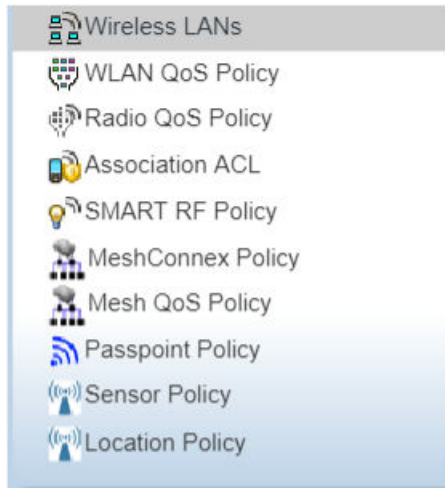 Wireless LANs
WLAN QoS Policy
Radio QoS Policy
Association ACL
SMART RF Policy
MeshConnex Policy
Mesh QoS Policy
Passpoint Policy
Sensor Policy
Location Policy